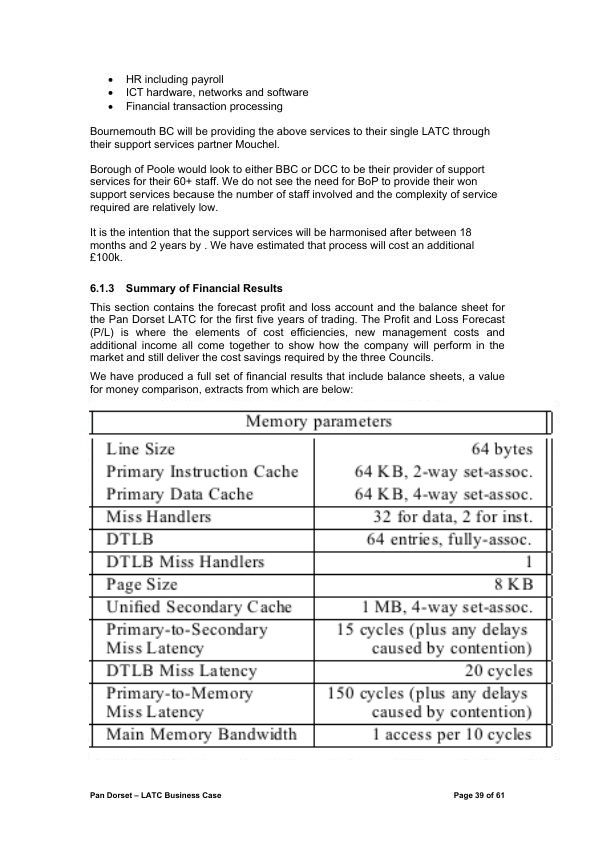 • HR including payroll
• ICT hardware, networks and software
• Financial transaction processing
Bournemouth BC will be providing the above services to their single LATC through
their support services partner Mouchel.
Borough of Poole would look to either BBC or DCC to be their provider of support
services for their 60+ staff. We do not see the need for BoP to provide their won
support services because the number of staff involved and the complexity of service
required are relatively low.
It is the intention that the support services will be harmonised after between 18
months and 2 years by . We have estimated that process will cost an additional
£100k.
6.1.3 Summary of Financial Results
This section contains the forecast profit and loss account and the balance sheet for
the Pan Dorset LATC for the first five years of trading. The Profit and Loss Forecast
(P/L) is where the elements of cost efficiencies, new management costs and
additional income all come together to show how the company will perform in the
market and still deliver the cost savings required by the three Councils.
We have produced a full set of financial results that include balance sheets, a value
for money comparison, extracts from which are below:
Memory parameters
Line Size 64 bytes
Primary Instruction Cache 64 KB, 2-way set-assoc.
Primary Data Cache 64 KB, 4-way set-assoc.
Miss Handlers 32 for data, 2 for inst.
DTLB 64 entries, fully-assoc.
DTLB Miss Handlers 1
Page Size 8 KB
Unified Secondary Cache 1 MB, 4-way set-assoc.
Primary-to-Secondary 15 cycles (plus any delays
Miss Latency caused by contention)
DTLB Miss Latency 20 cycles
Primary-to-Memory 150 cycles (plus any delays
Miss Latency caused by contention)
Main Memory Bandwidth 1 access per 10 cycles
Pan Dorset – LATC Business Case Page 39 of 61